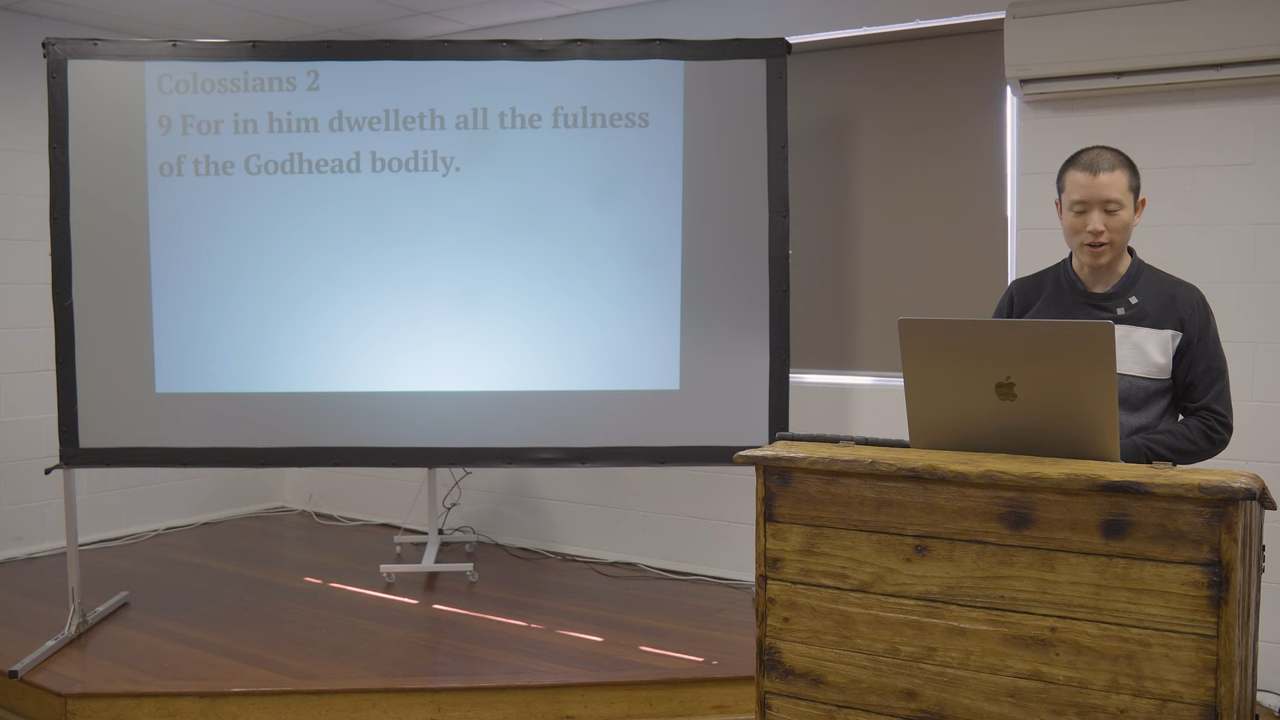 Colossians 2
9 For in him dwelleth all the fulness
of the Godhead bodily.